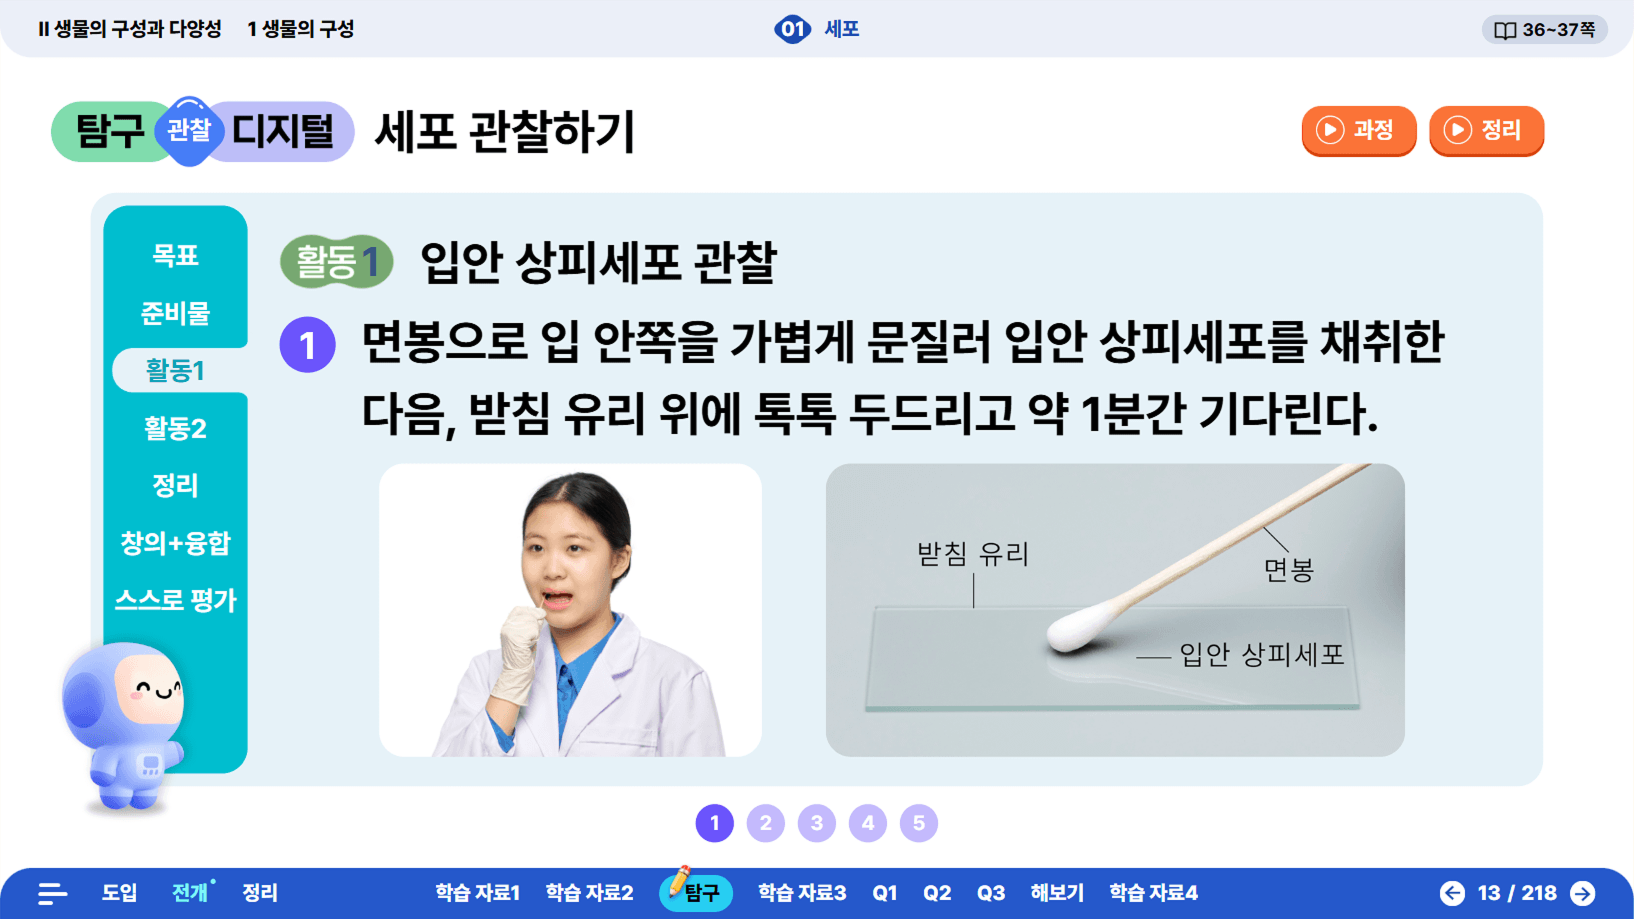 II 생물의 구성과 다양성 1 생물의 구성
01 세포
36~37쪽
탐구 관찰 디지털 세포 관찰하기
과정
정리
목표
준비물
활동1
활동2
정리
창의+융합
스스로 평가
활동1 입안 상피세포 관찰
1 면봉으로 입 안쪽을 가볍게 문질러 입안 상피세포를 채취한
다음, 받침 유리 위에 톡톡 두드리고 약 1분간 기다린다.
받침 유리
면봉
입안 상피세포
1 2 3 4 5
도입 전개 정리 학습 자료1 학습 자료2 탐구 학습 자료3 Q1 Q2 Q3 해보기 학습 자료4 13 / 218